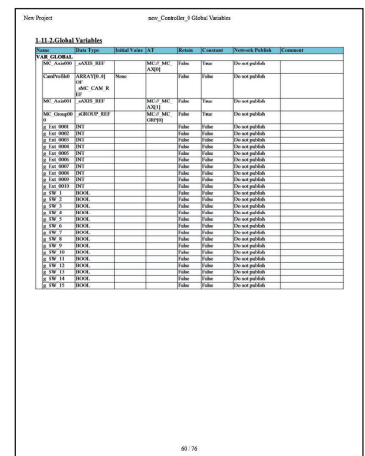 New Project new_Controller_0 Global Variables
1-11-2.Global Variables
Name Data Type Initial Value AT Retain Constant Network Publish Comment
VAR_GLOBAL
MC_Axis000 _sAXIS_REF MC://_MC_AX[0] False True Do not publish
CamProfile0 ARRAY[0..0] OF _sMC_CAM_REF None False False Do not publish
MC_Axis001 _sAXIS_REF MC://_MC_AX[1] False True Do not publish
MC_Group000 _sGROUP_REF MC://_MC_GRP[0] False True Do not publish
g_Ext_0001 INT False False Do not publish
g_Ext_0002 INT False False Do not publish
g_Ext_0003 INT False False Do not publish
g_Ext_0004 INT False False Do not publish
g_Ext_0005 INT False False Do not publish
g_Ext_0006 INT False False Do not publish
g_Ext_0007 INT False False Do not publish
g_Ext_0008 INT False False Do not publish
g_Ext_0009 INT False False Do not publish
g_Ext_0010 INT False False Do not publish
g_SW_1 BOOL False False Do not publish
g_SW_2 BOOL False False Do not publish
g_SW_3 BOOL False False Do not publish
g_SW_4 BOOL False False Do not publish
g_SW_5 BOOL False False Do not publish
g_SW_6 BOOL False False Do not publish
g_SW_7 BOOL False False Do not publish
g_SW_8 BOOL False False Do not publish
g_SW_9 BOOL False False Do not publish
g_SW_10 BOOL False False Do not publish
g_SW_11 BOOL False False Do not publish
g_SW_12 BOOL False False Do not publish
g_SW_13 BOOL False False Do not publish
g_SW_14 BOOL False False Do not publish
g_SW_15 BOOL False False Do not publish
60 / 76